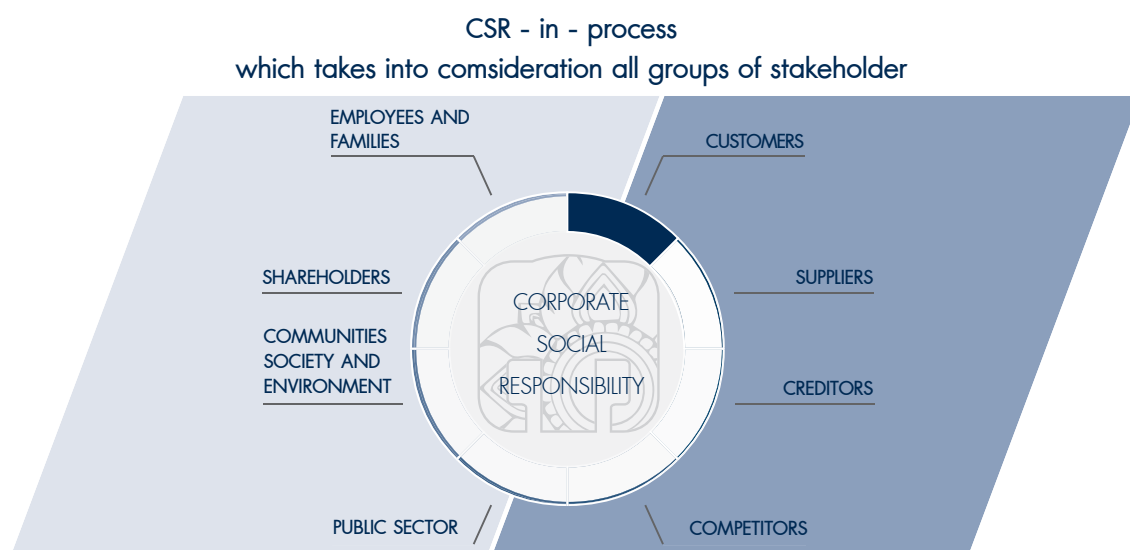 CSR - in - process
which takes into comsideration all groups of stakeholder
EMPLOYEES AND
FAMILIES
CUSTOMERS
SHAREHOLDERS
SUPPLIERS
CORPORATE
SOCIAL
RESPONSIBILITY
COMMUNITIES
SOCIETY AND
ENVIRONMENT
CREDITORS
PUBLIC SECTOR
COMPETITORS